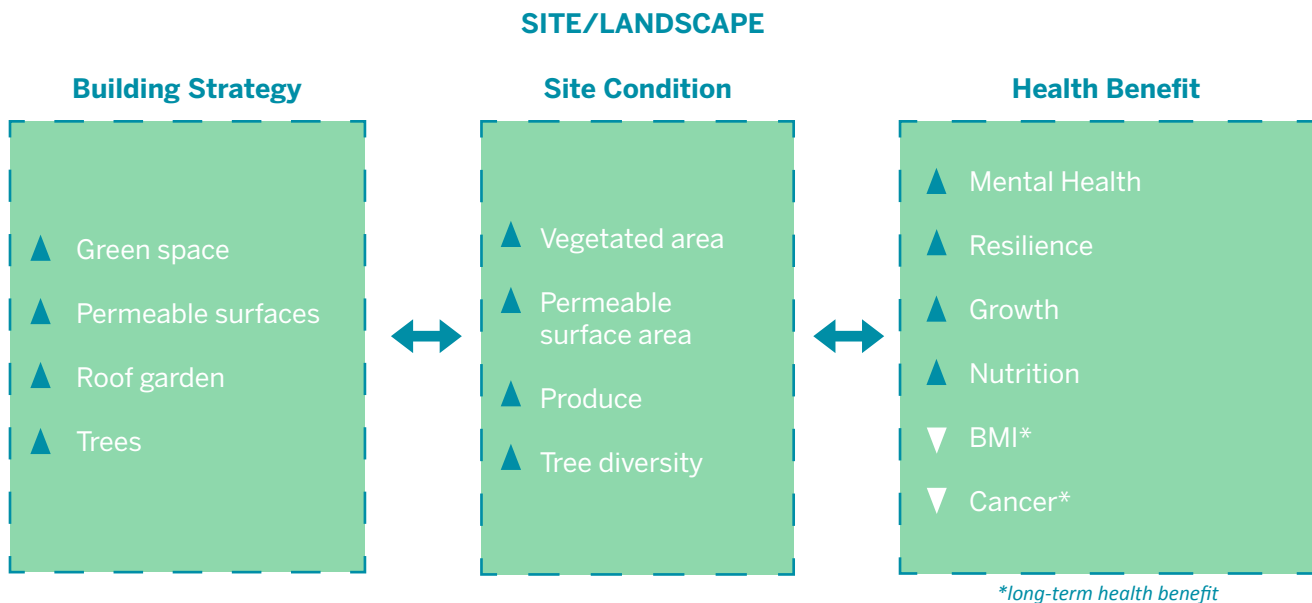 SITE/LANDSCAPE
Building Strategy
Green space
Permeable surfaces
Roof garden
Trees
Site Condition
Vegetated area
Permeable
surface area
Produce
Tree diversity
Health Benefit
Mental Health
Resilience
Growth
Nutrition
BMI*
Cancer*
*long-term health benefit